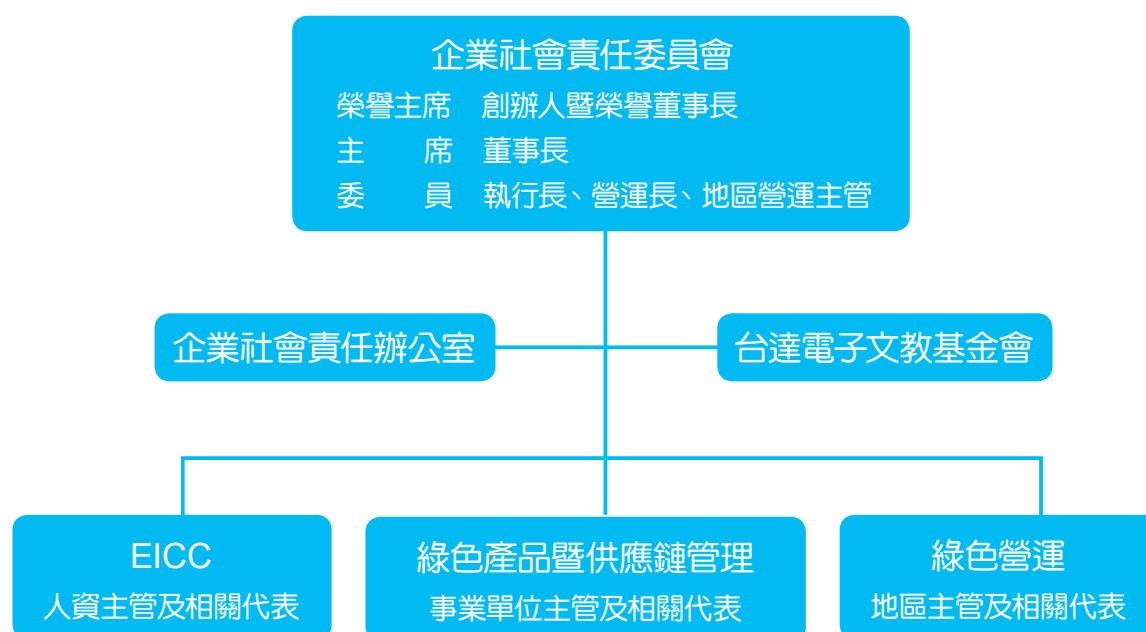 企業社會責任委員會
榮譽主席 創辦人暨榮譽董事長
主 席 董事長
委 員 執行長、營運長、地區營運主管
企業社會責任辦公室
台達電子文教基金會
EICC
人資主管及相關代表
綠色產品暨供應鏈管理
事業單位主管及相關代表
綠色營運
地區主管及相關代表